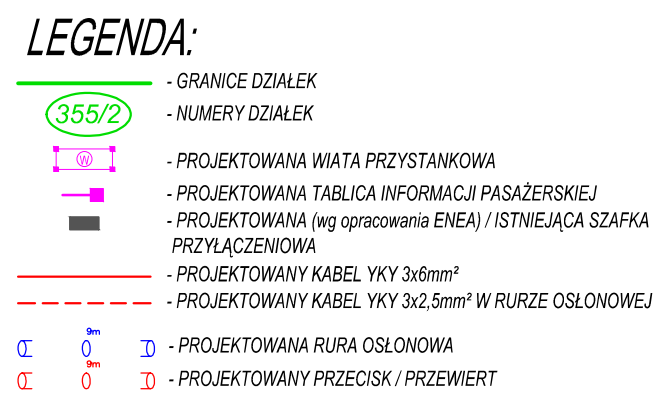 LEGENDA:
- GRANICE DZIAŁEK
355/2 - NUMERY DZIAŁEK
W - PROJEKTOWANA WIATA PRZYSTANKOWA
- PROJEKTOWANA TABLICA INFORMACJI PASAŻERSKIEJ
- PROJEKTOWANA (wg opracowania ENEA) / ISTNIEJĄCA SZAFKA
PRZYŁĄCZENIOWA
- PROJEKTOWANY KABEL YKY 3x6mm²
- PROJEKTOWANY KABEL YKY 3x2,5mm² W RURZE OSŁONOWEJ
9m
- PROJEKTOWANA RURA OSŁONOWA
9m
- PROJEKTOWANY PRZECISK / PRZEWIERT